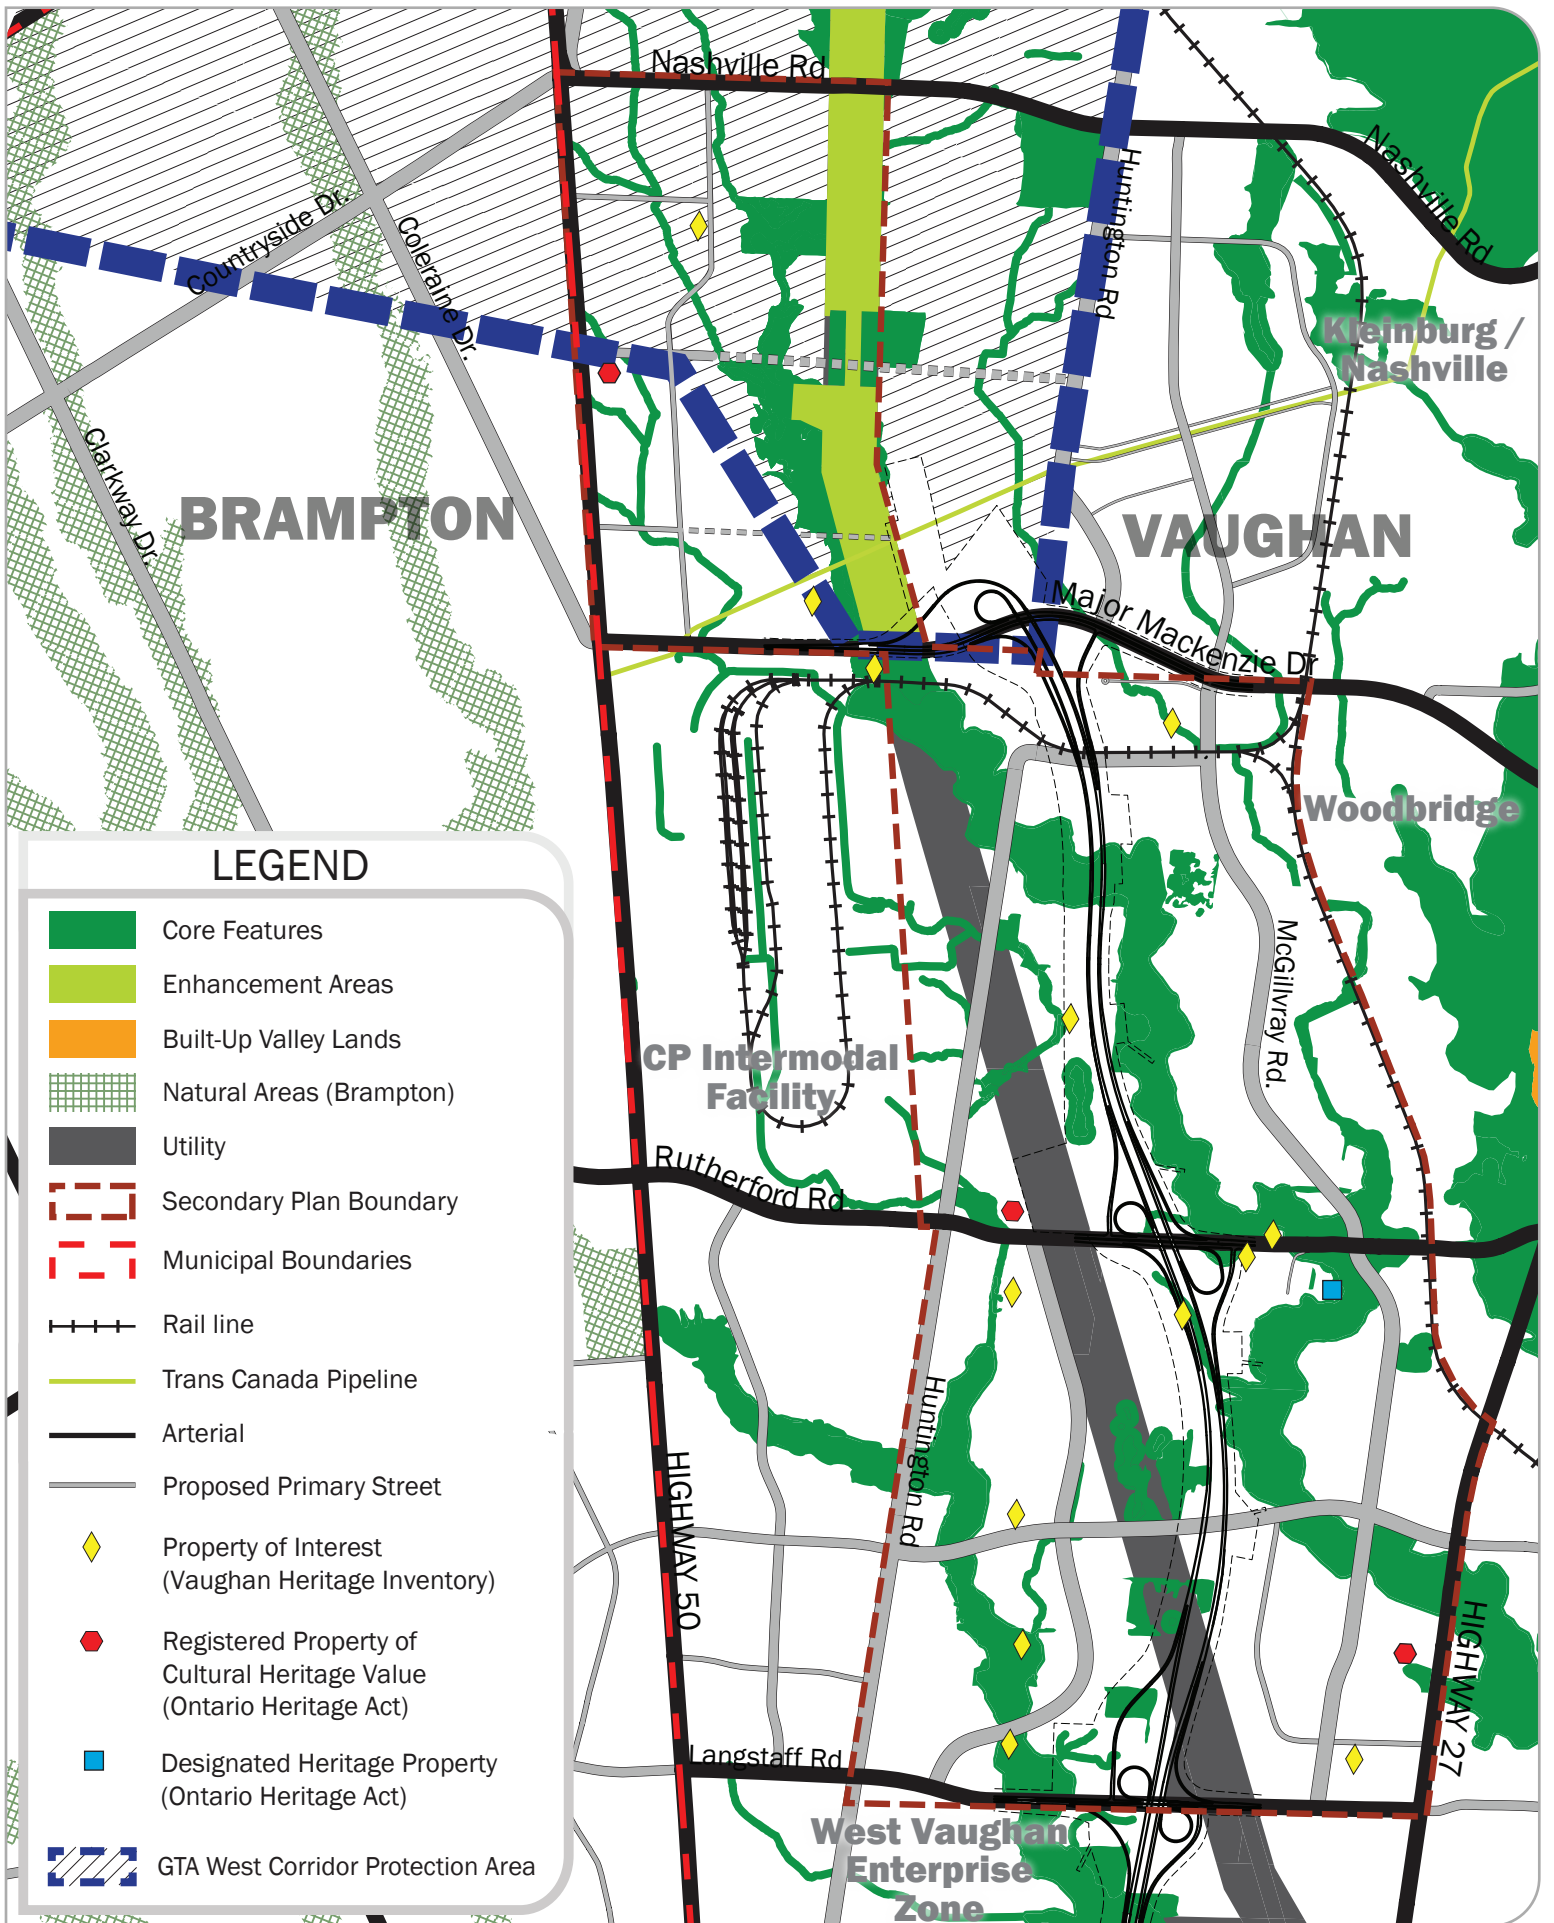 Nashville Rd
Nashville Rd
Huntington Rd
Countryside Dr.
Coleraine Dr.
Kleinburg /
Nashville
Clarkway Dr.
BRAMPTON
VAUGHAN
Major Mackenzie Dr
Woodbridge
McGillvray Rd.
CP Intermodal
Facility
Rutherford Rd
Huntington Rd
HIGHWAY 50
HIGHWAY 27
Langstaff Rd
West Vaughan
Enterprise
Zone
LEGEND
Core Features
Enhancement Areas
Built-Up Valley Lands
Natural Areas (Brampton)
Utility
Secondary Plan Boundary
Municipal Boundaries
Rail line
Trans Canada Pipeline
Arterial
Proposed Primary Street
Property of Interest
(Vaughan Heritage Inventory)
Registered Property of
Cultural Heritage Value
(Ontario Heritage Act)
Designated Heritage Property
(Ontario Heritage Act)
GTA West Corridor Protection Area